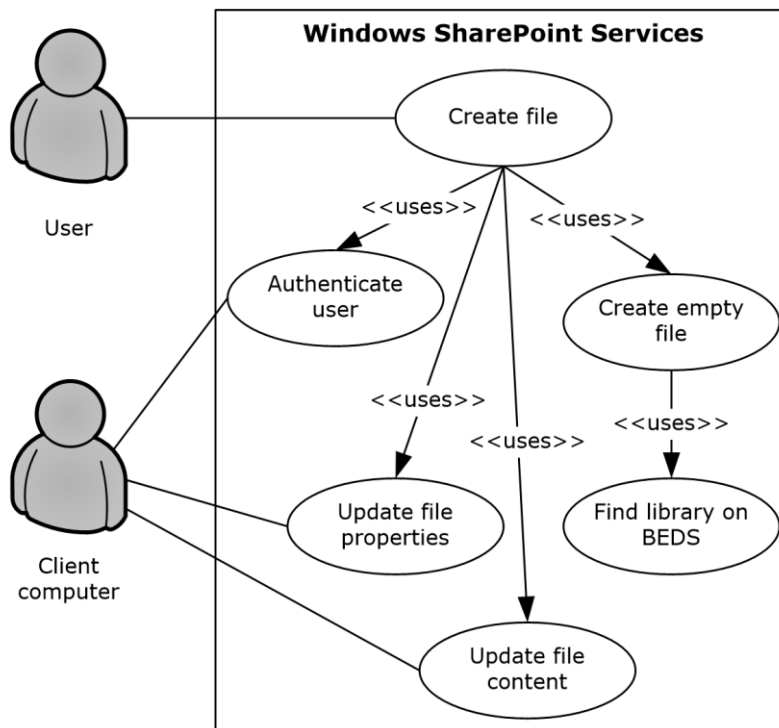 Windows SharePoint Services
Create file
User
<<uses>>
<<uses>>
Authenticate
user
Create empty
file
<<uses>>
<<uses>>
<<uses>>
Update file
properties
Find library on
BEDS
Client
computer
Update file
content